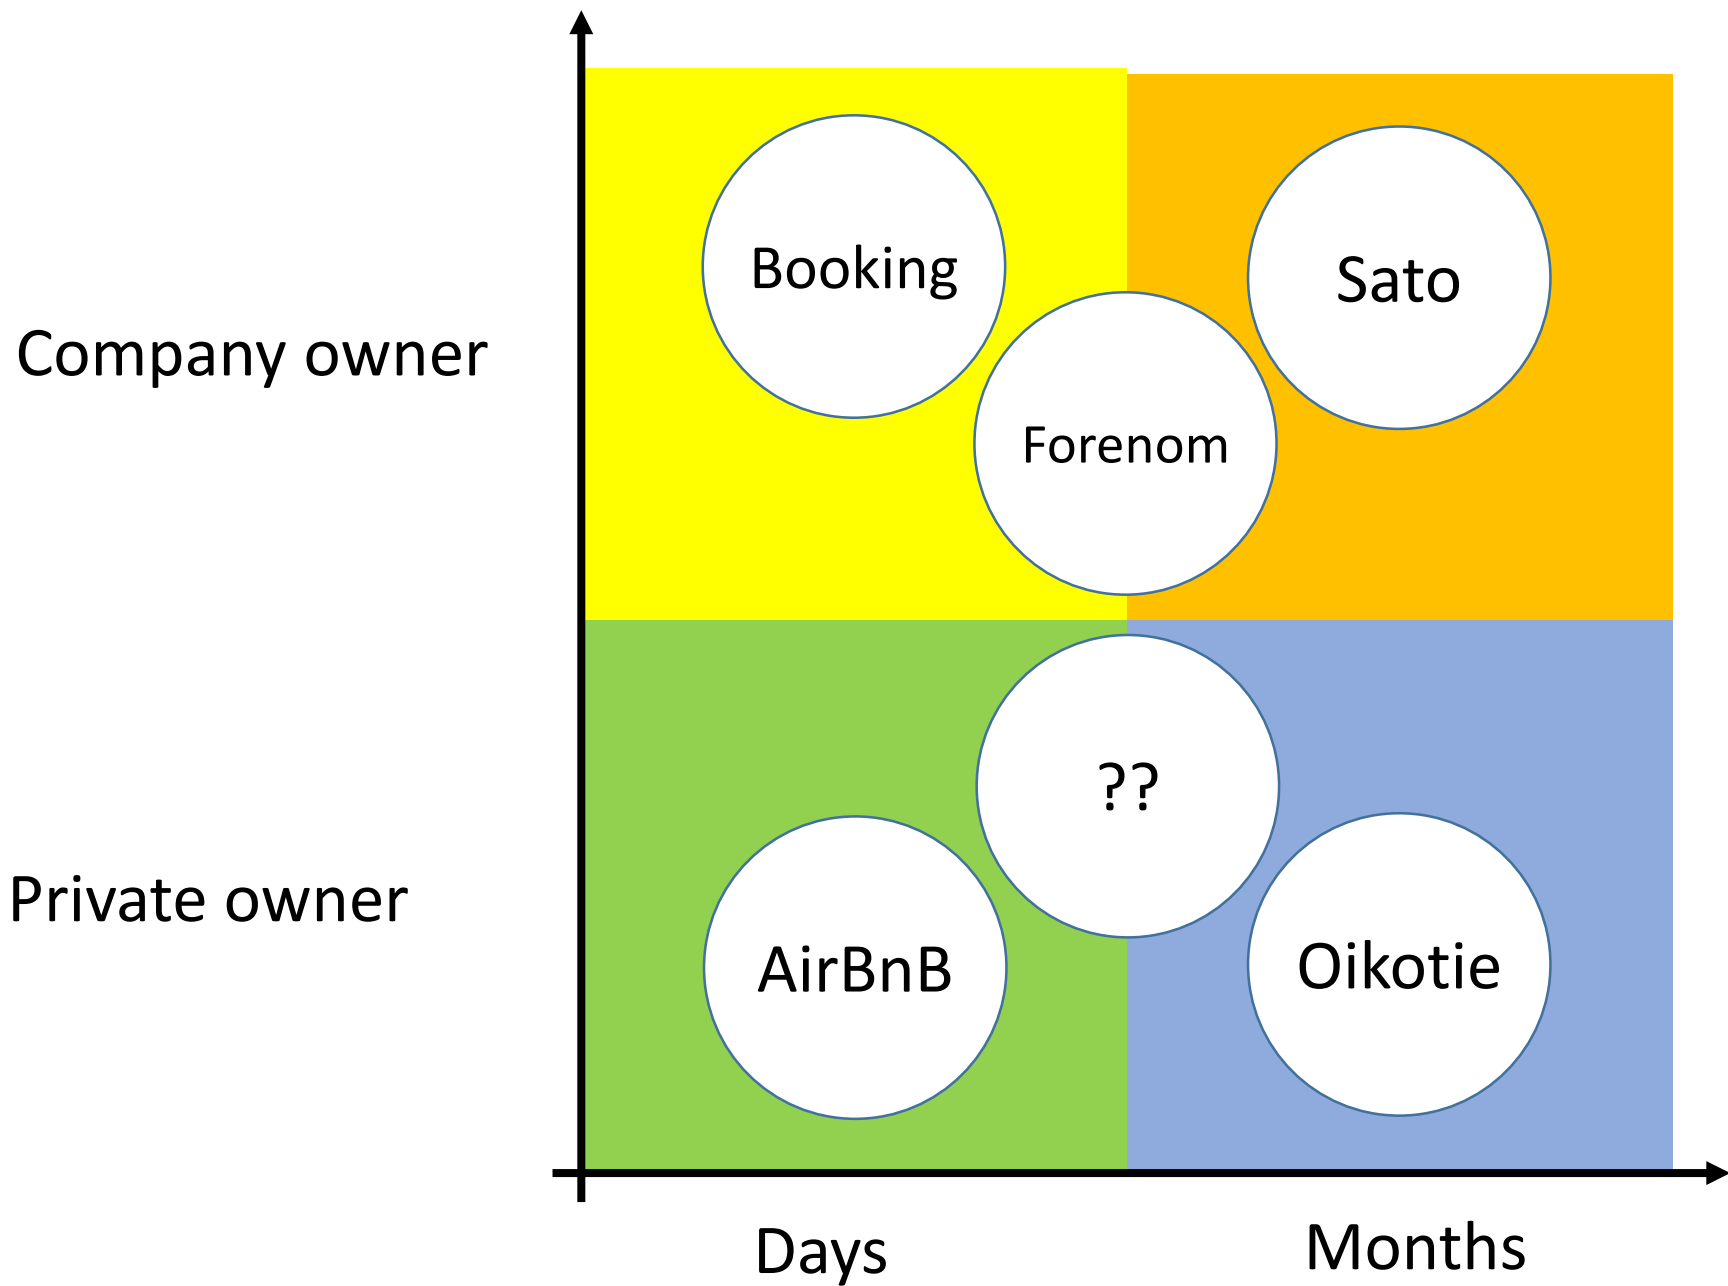 Booking
Sato
Company owner
Forenom
??
Private owner
AirBnB
Oikotie
Days
Months